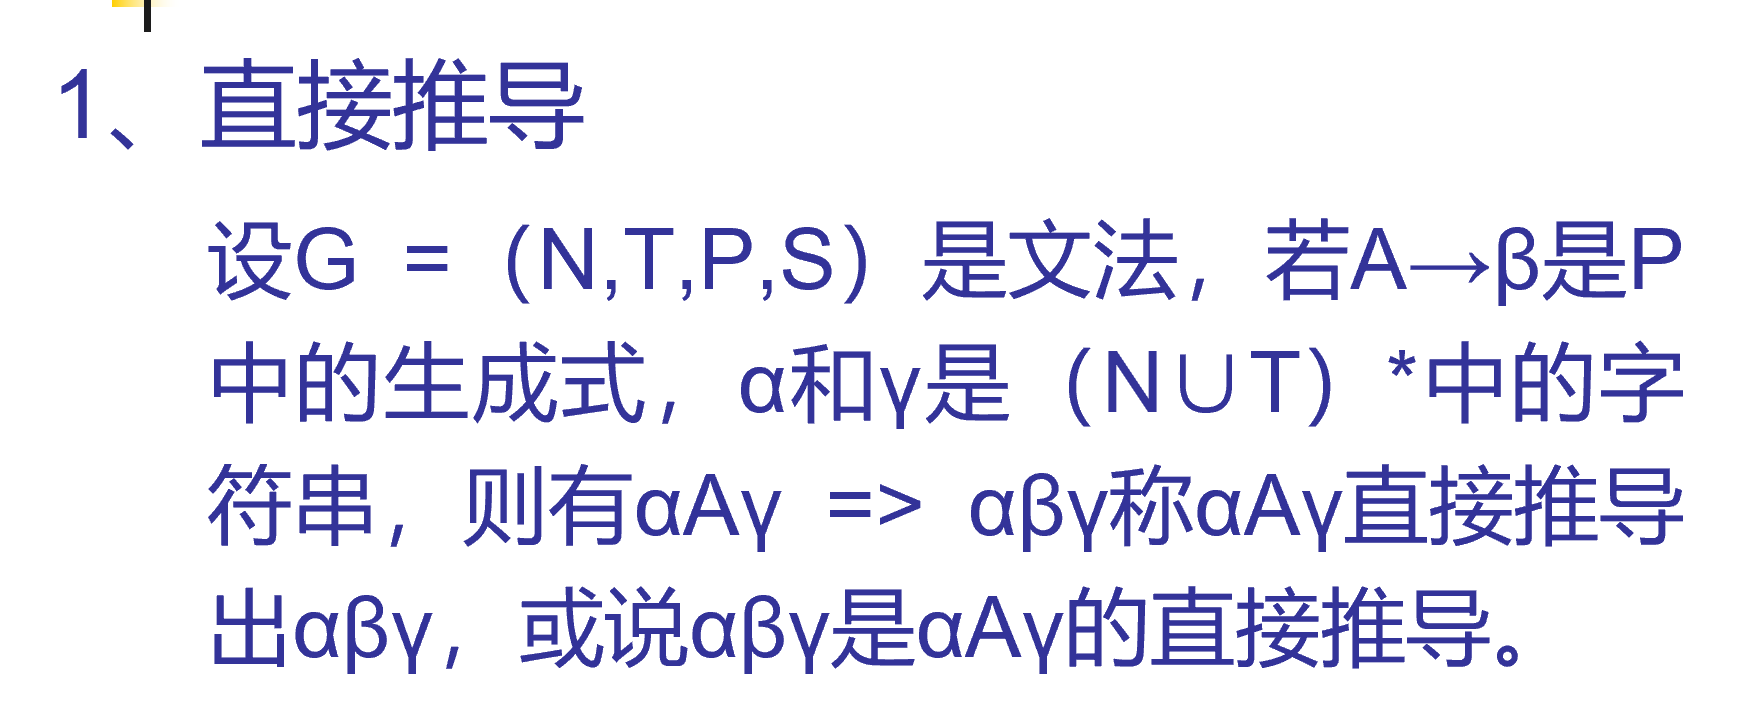 1、直接推导
设G =（N,T,P,S）是文法，若A→β是P
中的生成式，α和γ是（N∪T）*中的字
符串，则有αAγ => αβγ称αAγ直接推导
出αβγ，或说αβγ是αAγ的直接推导。